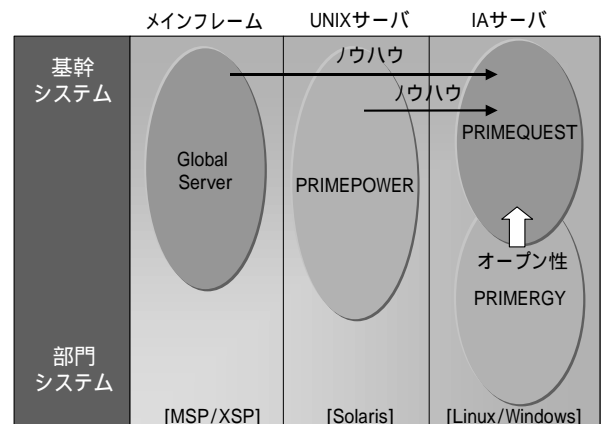 メインフレーム
UNIXサーバ
IAサーバ
基幹
システム
ノウハウ
ノウハウ
Global
Server
PRIMEPOWER
PRIMEQUEST
オープン性
PRIMERGY
部門
システム
[MSP/XSP]
[Solaris]
[Linux/Windows]